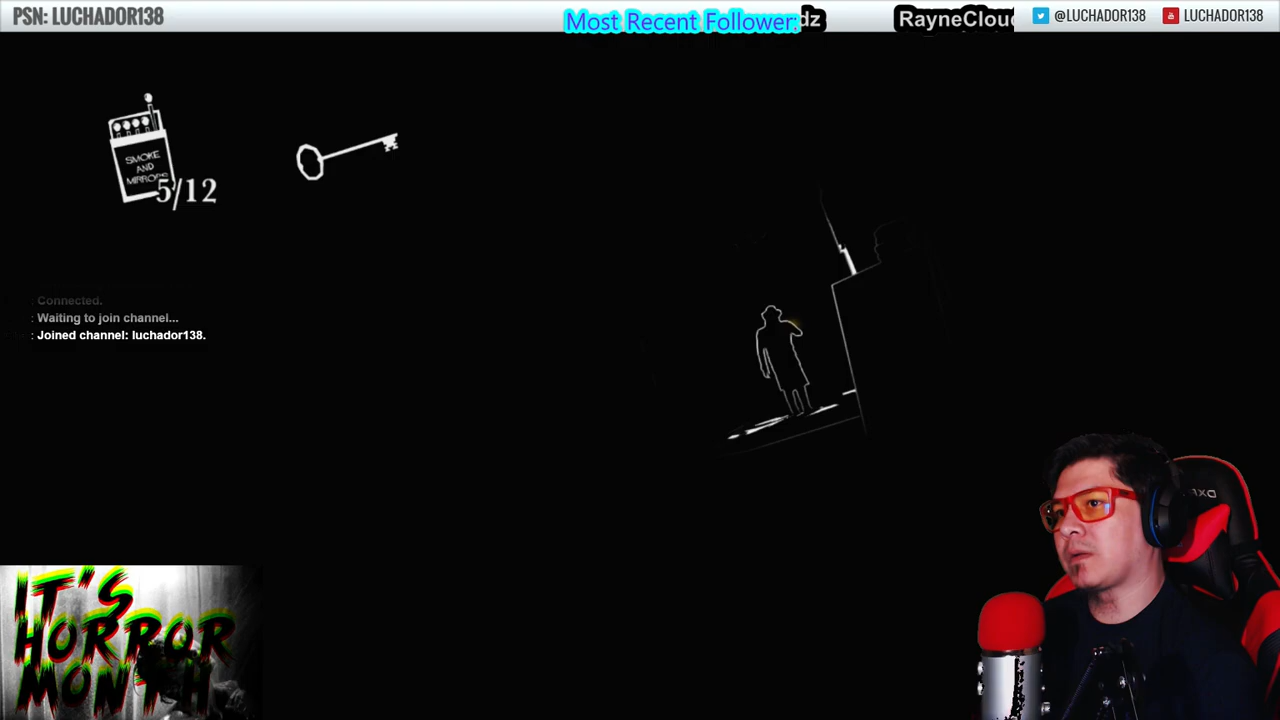 PSN: LUCHADOR138
Most Recent Follower:dz
RayneClou
@LUCHADOR138
LUCHADOR138
SMOKE
AND
MIRRORS
5/12
: Connected.
: Waiting to join channel...
: Joined channel: luchador138.
IT'S
HORROR
MONTH